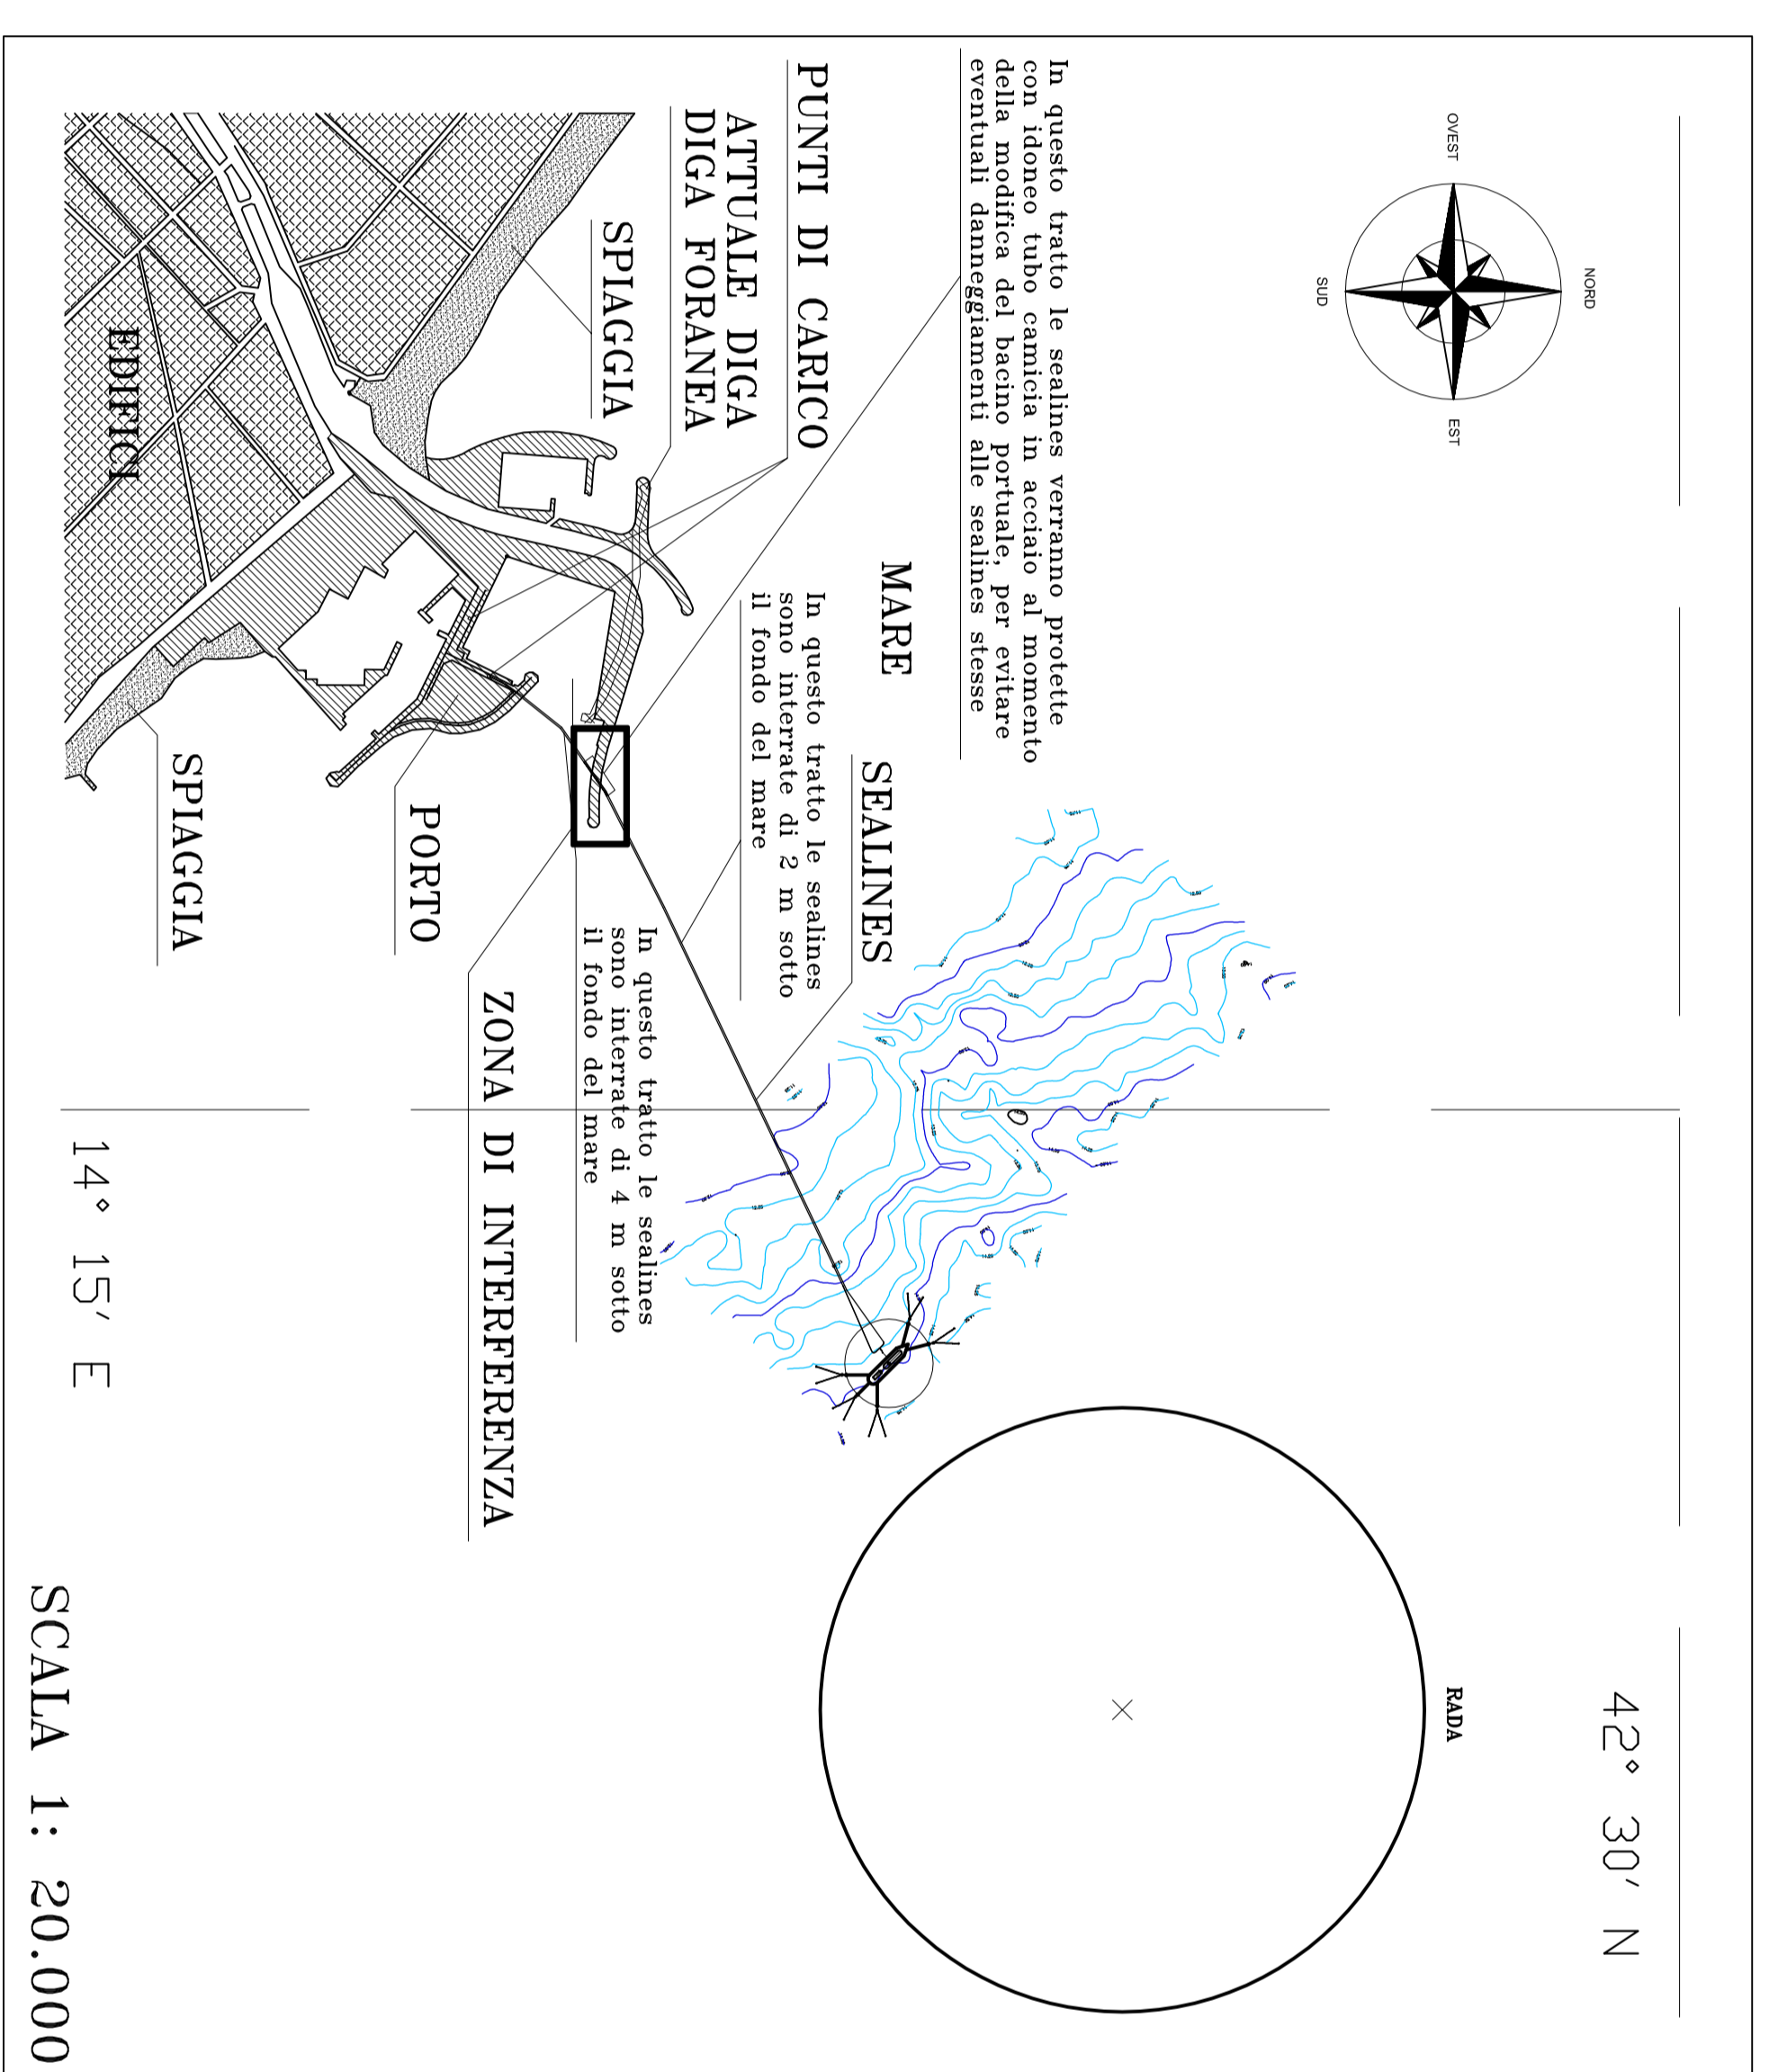 42° 30′ N
NORD
OVEST
EST
SUD
RADA
In questo tratto le sealines verranno protette
con idoneo tubo camicia in acciaio al momento
della modifica del bacino portuale, per evitare
eventuali danneggiamenti alle sealines stesse
MARE
SEALINES
PUNTI DI CARICO
In questo tratto le sealines
sono interrate di 2 m sotto
il fondo del mare
ATTUALE DIGA
DIGA FORANEA
SPIAGGIA
In questo tratto le sealines
sono interrate di 4 m sotto
il fondo del mare
ZONA DI INTERFERENZA
PORTO
SPIAGGIA
EDIFICI
14° 15′ E
SCALA 1: 20.000